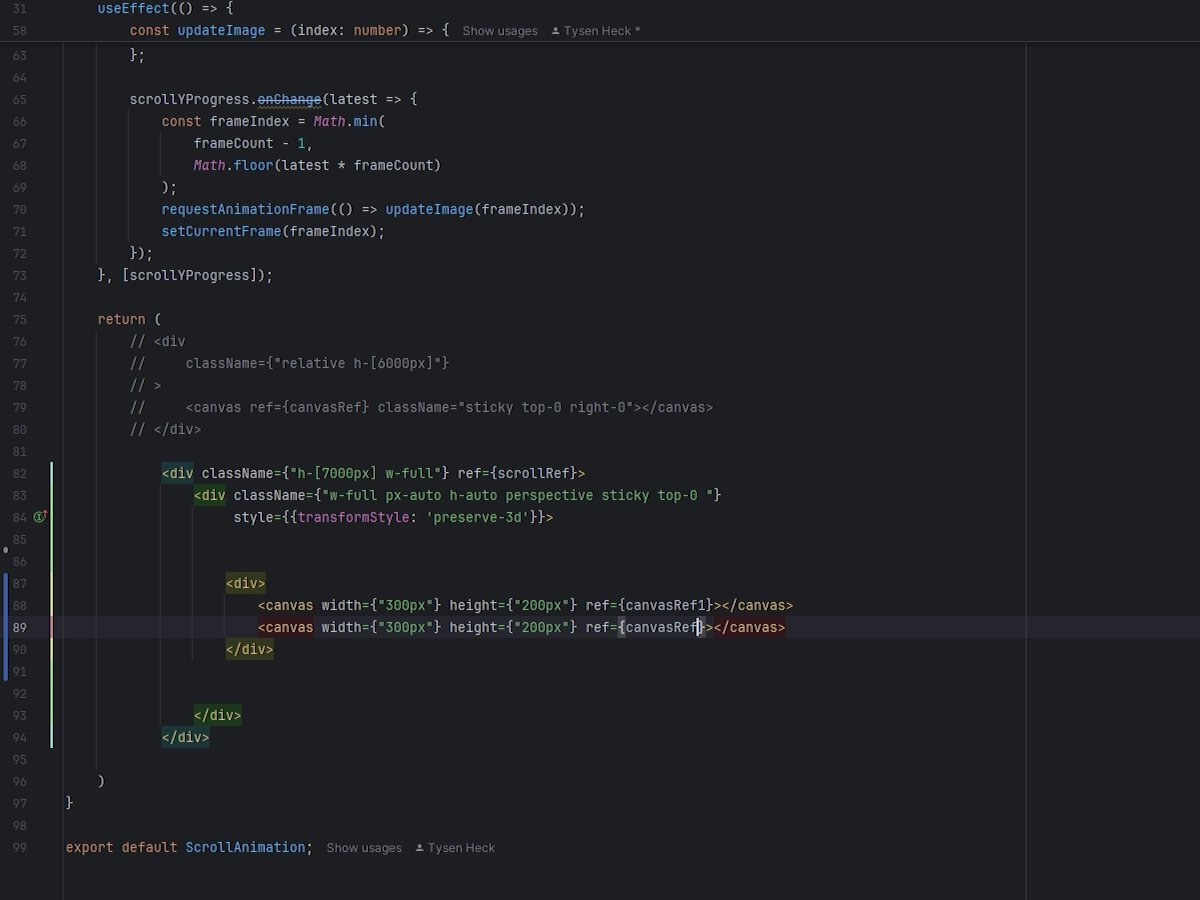 31 useEffect(() => {
58 const updateImage = (index: number) => { Show usages Tysen Heck *
63 };
64
65 scrollYProgress.onChange(latest => {
66 const frameIndex = Math.min(
67 frameCount - 1,
68 Math.floor(latest * frameCount)
69 );
70 requestAnimationFrame(() => updateImage(frameIndex));
71 setCurrentFrame(frameIndex);
72 });
73 }, [scrollYProgress]);
74
75 return (
76 // <div
77 //     className={"relative h-[6000px]"}
78 // >
79 //     <canvas ref={canvasRef} className="sticky top-0 right-0"></canvas>
80 // </div>
81
82 <div className={"h-[7000px] w-full"} ref={scrollRef}>
83 <div className={"w-full px-auto h-auto perspective sticky top-0 "}
84 style={{transformStyle: 'preserve-3d'}}>
85
86
87 <div>
88 <canvas width={"300px"} height={"200px"} ref={canvasRef1}></canvas>
89 <canvas width={"300px"} height={"200px"} ref={canvasRef}></canvas>
90 </div>
91
92
93 </div>
94 </div>
95
96 )
97 }
98
99 export default ScrollAnimation; Show usages Tysen Heck